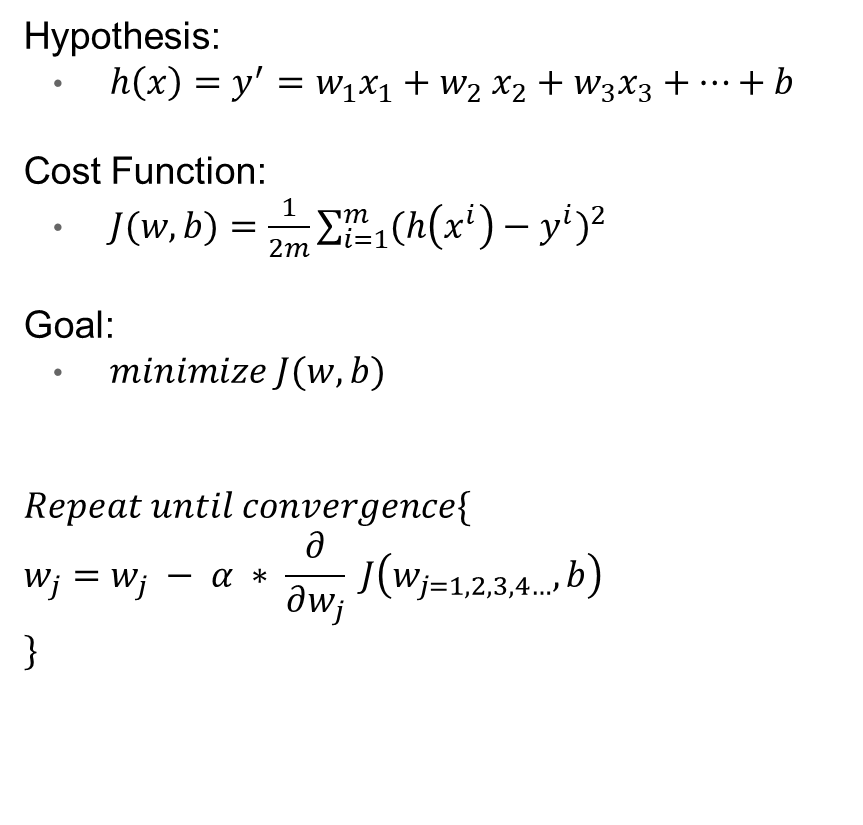 Hypothesis:
• h(x) = y′ = w₁x₁ + w₂ x₂ + w₃x₃ + ⋯ + b
Cost Function:
• J(w, b) = 1/2m ∑ᵢ₌₁ᵐ (h(xⁱ) − yⁱ)²
Goal:
• minimize J(w, b)
Repeat until convergence{
wⱼ = wⱼ − α * ∂/∂wⱼ J(wⱼ₌₁,₂,₃,₄…, b)
}